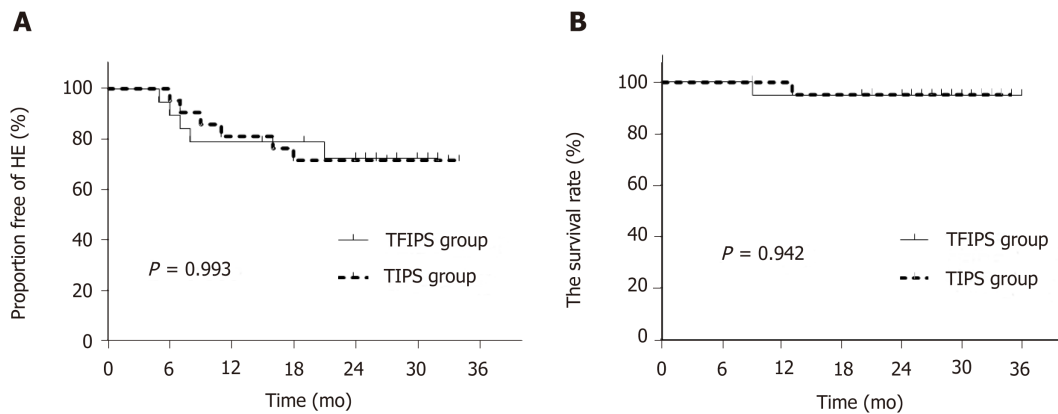 A
Proportion free of HE (%)
100
80
60
40
20
0
0 6 12 18 24 30 36
Time (mo)
TFIPS group
TIPS group
P = 0.993
B
The survival rate (%)
100
80
60
40
20
0
0 6 12 18 24 30 36
Time (mo)
TFIPS group
TIPS group
P = 0.942